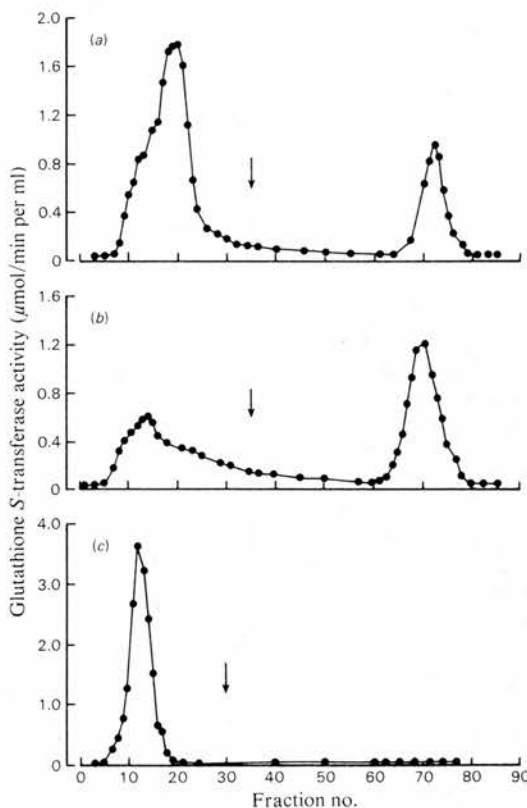 (a)
2.0
1.6
1.2
0.8
0.4
0
(b)
1.6
1.2
0.8
0.4
0
(c)
4.0
3.0
2.0
1.0
0
0 10 20 30 40 50 60 70 80 90
Fraction no.
Glutathione S-transferase activity (μmol/min per ml)